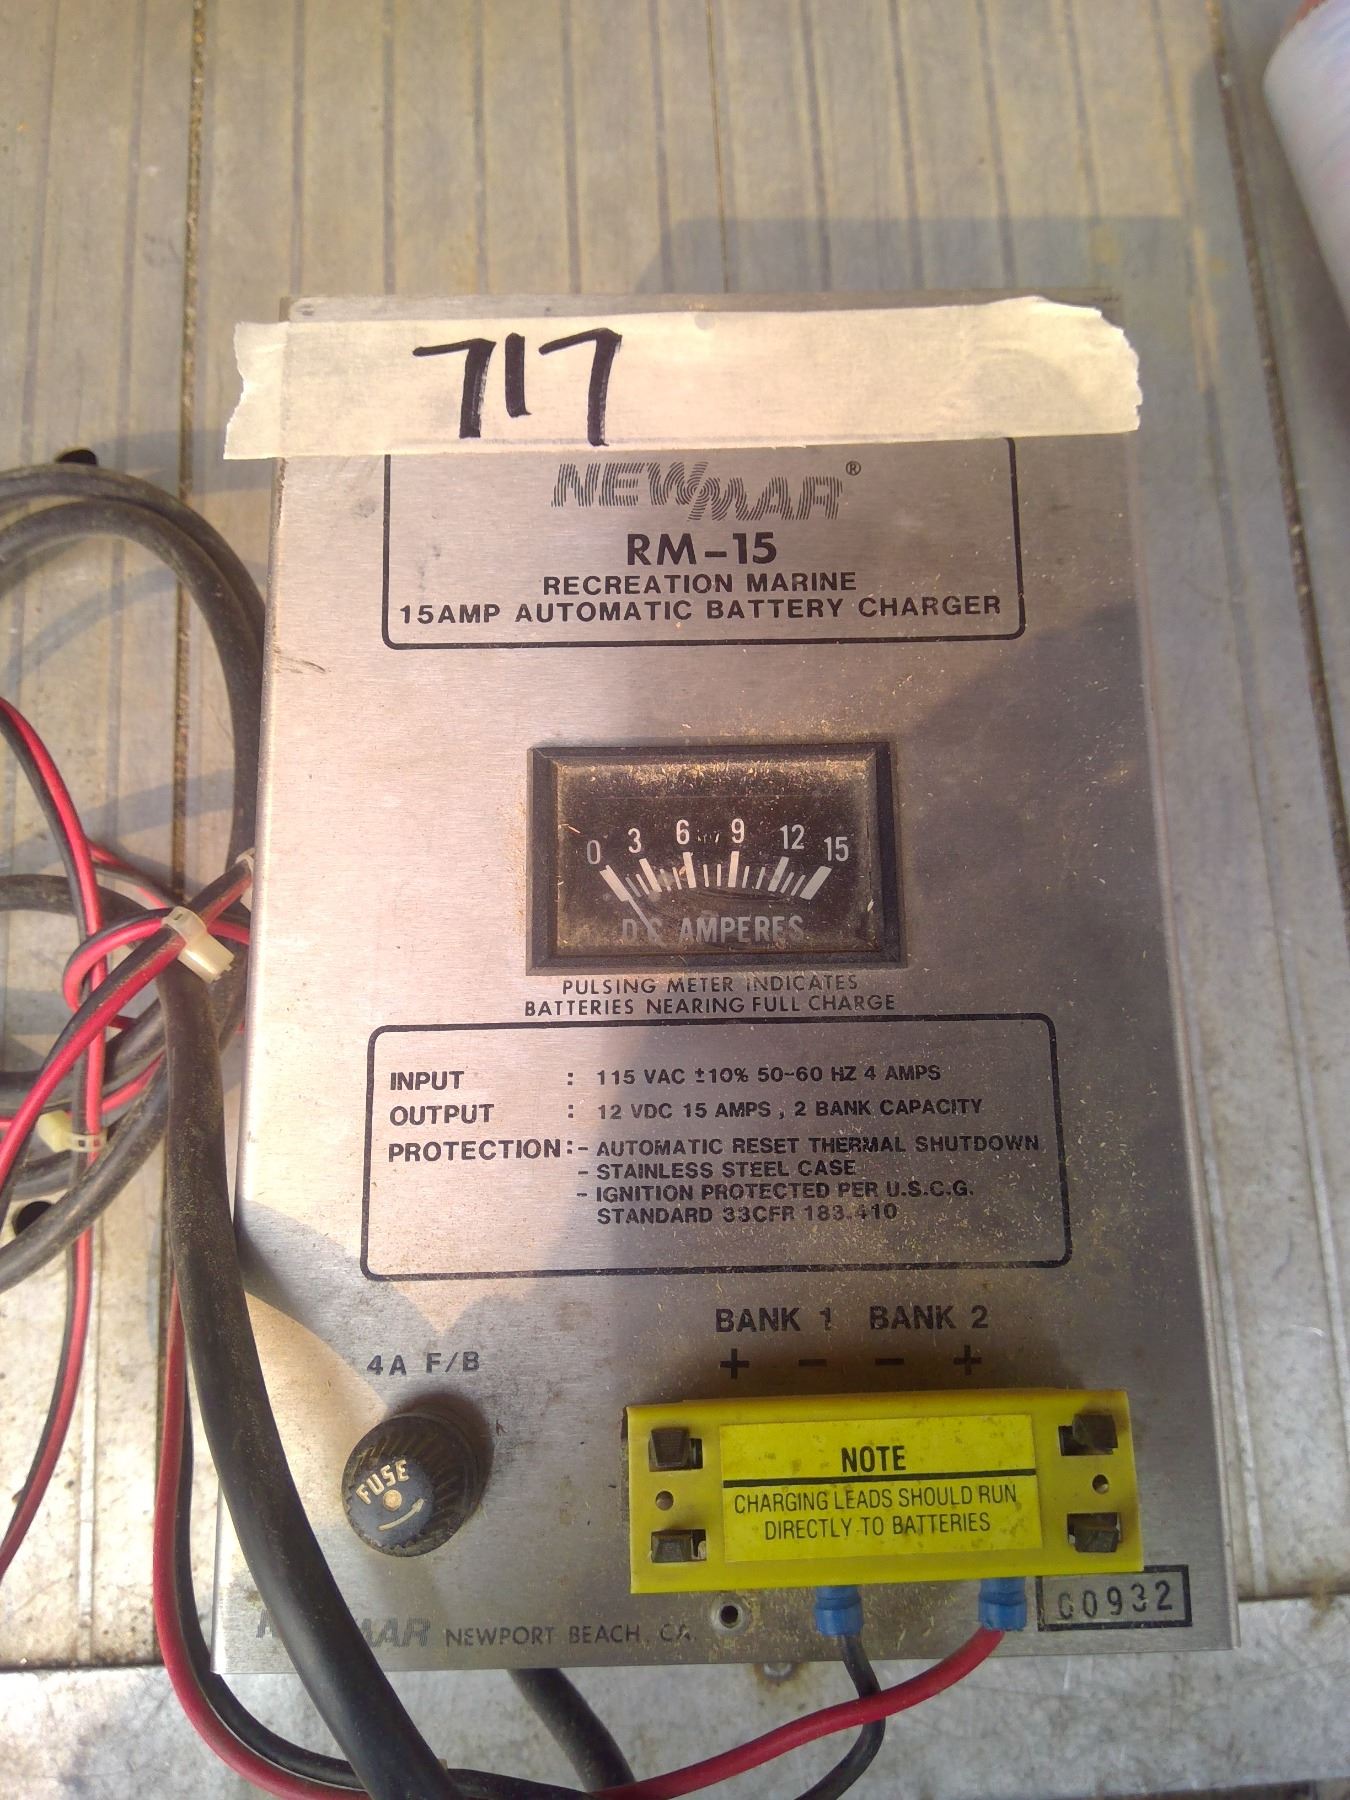 717
NEWMAR®
RM-15
RECREATION MARINE
15AMP AUTOMATIC BATTERY CHARGER
0 3 6 9 12 15
DC AMPERES
PULSING METER INDICATES
BATTERIES NEARING FULL CHARGE
INPUT : 115 VAC ±10% 50-60 HZ 4 AMPS
OUTPUT : 12 VDC 15 AMPS , 2 BANK CAPACITY
PROTECTION:- AUTOMATIC RESET THERMAL SHUTDOWN
- STAINLESS STEEL CASE
- IGNITION PROTECTED PER U.S.C.G.
STANDARD 33CFR 183.410
BANK 1 BANK 2
+ - - +
4A F/B
FUSE
NOTE
CHARGING LEADS SHOULD RUN
DIRECTLY TO BATTERIES
NEWMAR NEWPORT BEACH, CA.
00932